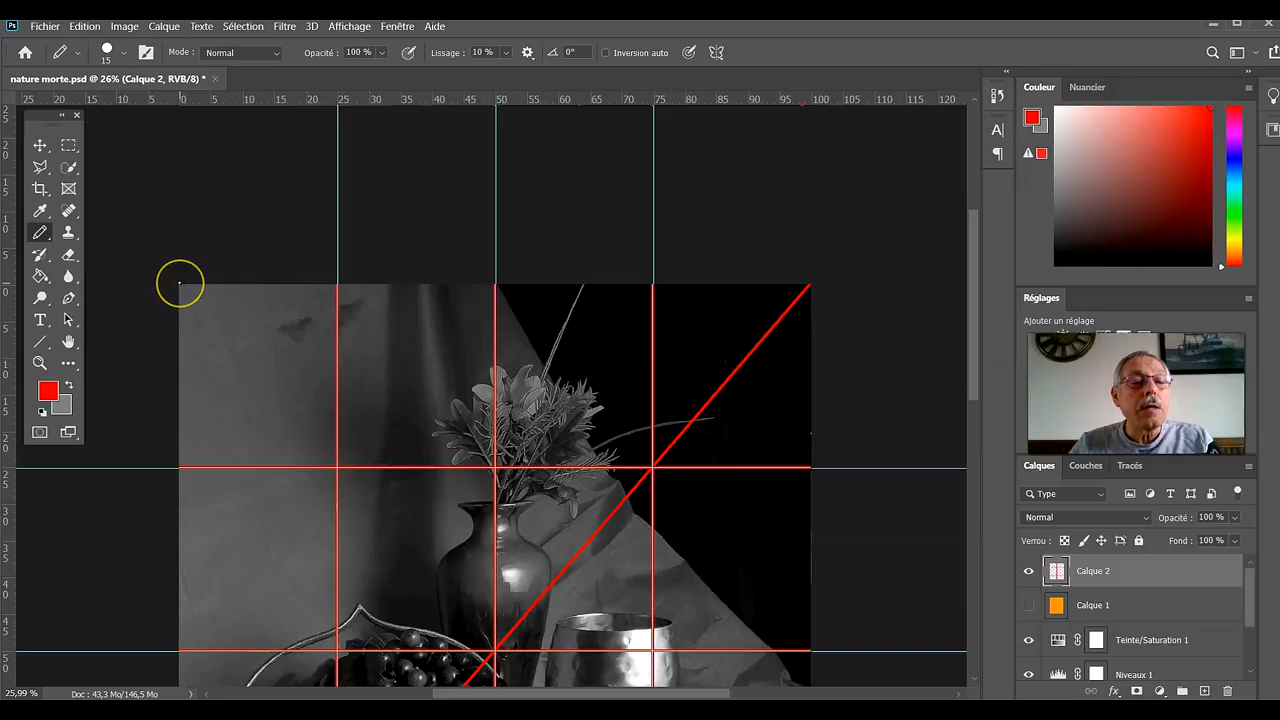 Ps Fichier Edition Image Calque Texte Sélection Filtre 3D Affichage Fenêtre Aide
15 Mode : Normal Opacité : 100 % Lissage : 10 % 0° Inversion auto
nature morte.psd @ 26% (Calque 2, RVB/8) *
25 20 15 10 5 0 5 10 15 20 25 30 35 40 45 50 55 60 65 70 75 80 85 90 95 100 105 110 115 120
Couleur Nuancier
Réglages
Ajouter un réglage
Calques Couches Tracés
Type
Normal Opacité : 100 %
Verrou : Fond : 100 %
Calque 2
Calque 1
Teinte/Saturation 1
Niveaux 1
25,99 % Doc : 43,3 Mo/146,5 Mo